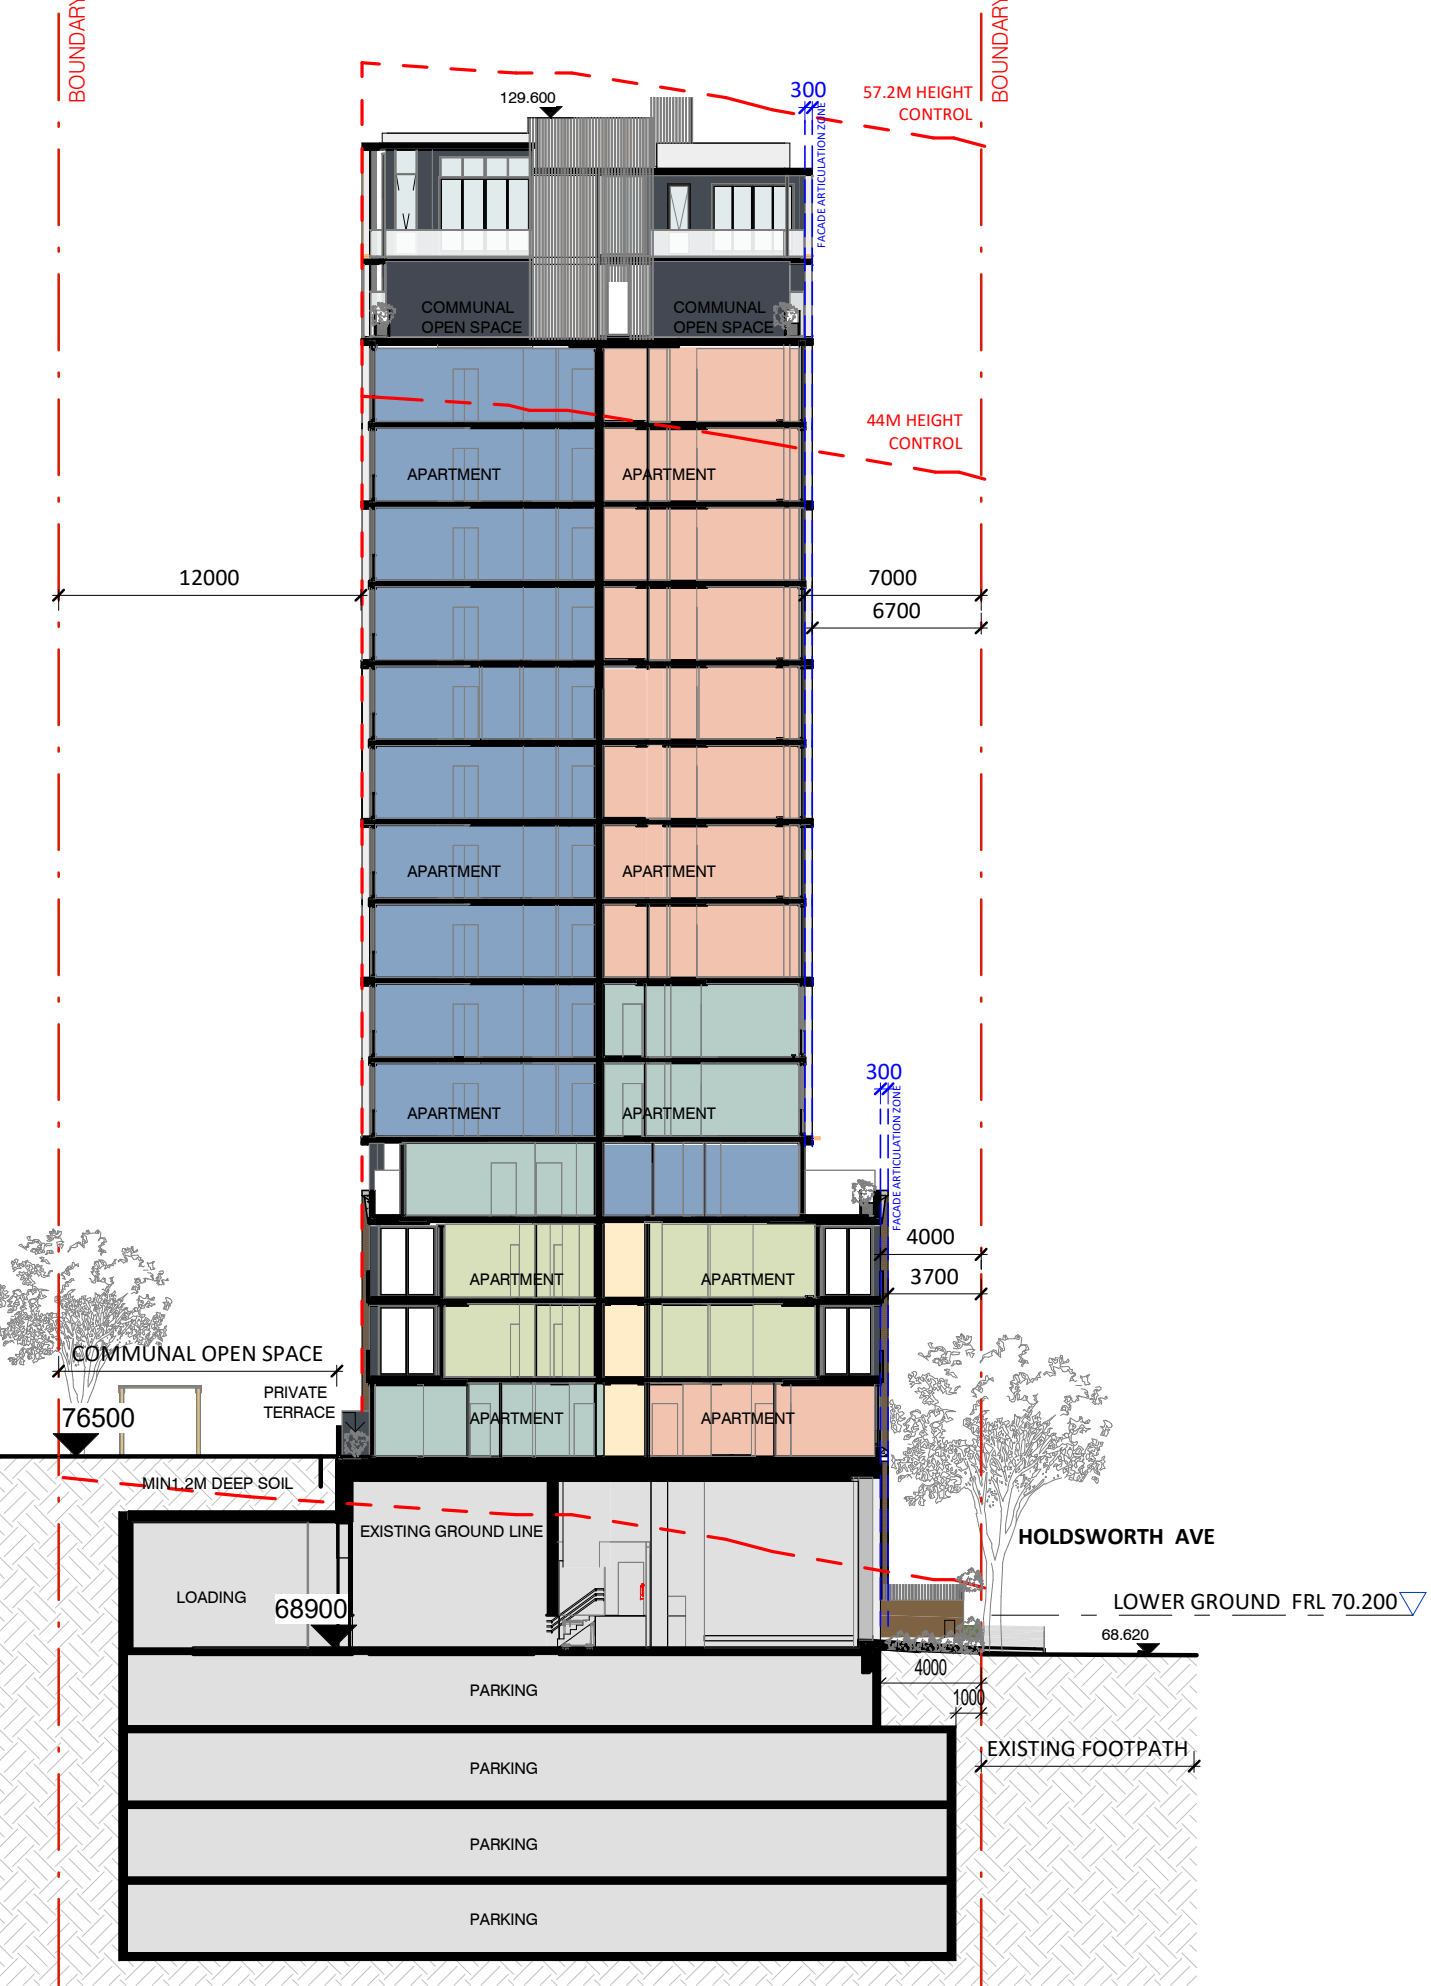 BOUNDARY
BOUNDARY
129.600
300
57.2M HEIGHT
CONTROL
FACADE ARTICULATION ZONE
COMMUNAL
OPEN SPACE
COMMUNAL
OPEN SPACE
44M HEIGHT
CONTROL
APARTMENT
APARTMENT
12000
7000
6700
APARTMENT
APARTMENT
300
FACADE ARTICULATION ZONE
APARTMENT
APARTMENT
4000
3700
APARTMENT
APARTMENT
COMMUNAL OPEN SPACE
PRIVATE
TERRACE
76500
APARTMENT
APARTMENT
MIN1.2M DEEP SOIL
EXISTING GROUND LINE
HOLDSWORTH AVE
LOADING
68900
LOWER GROUND FRL 70.200
68.620
4000
1000
PARKING
EXISTING FOOTPATH
PARKING
PARKING
PARKING